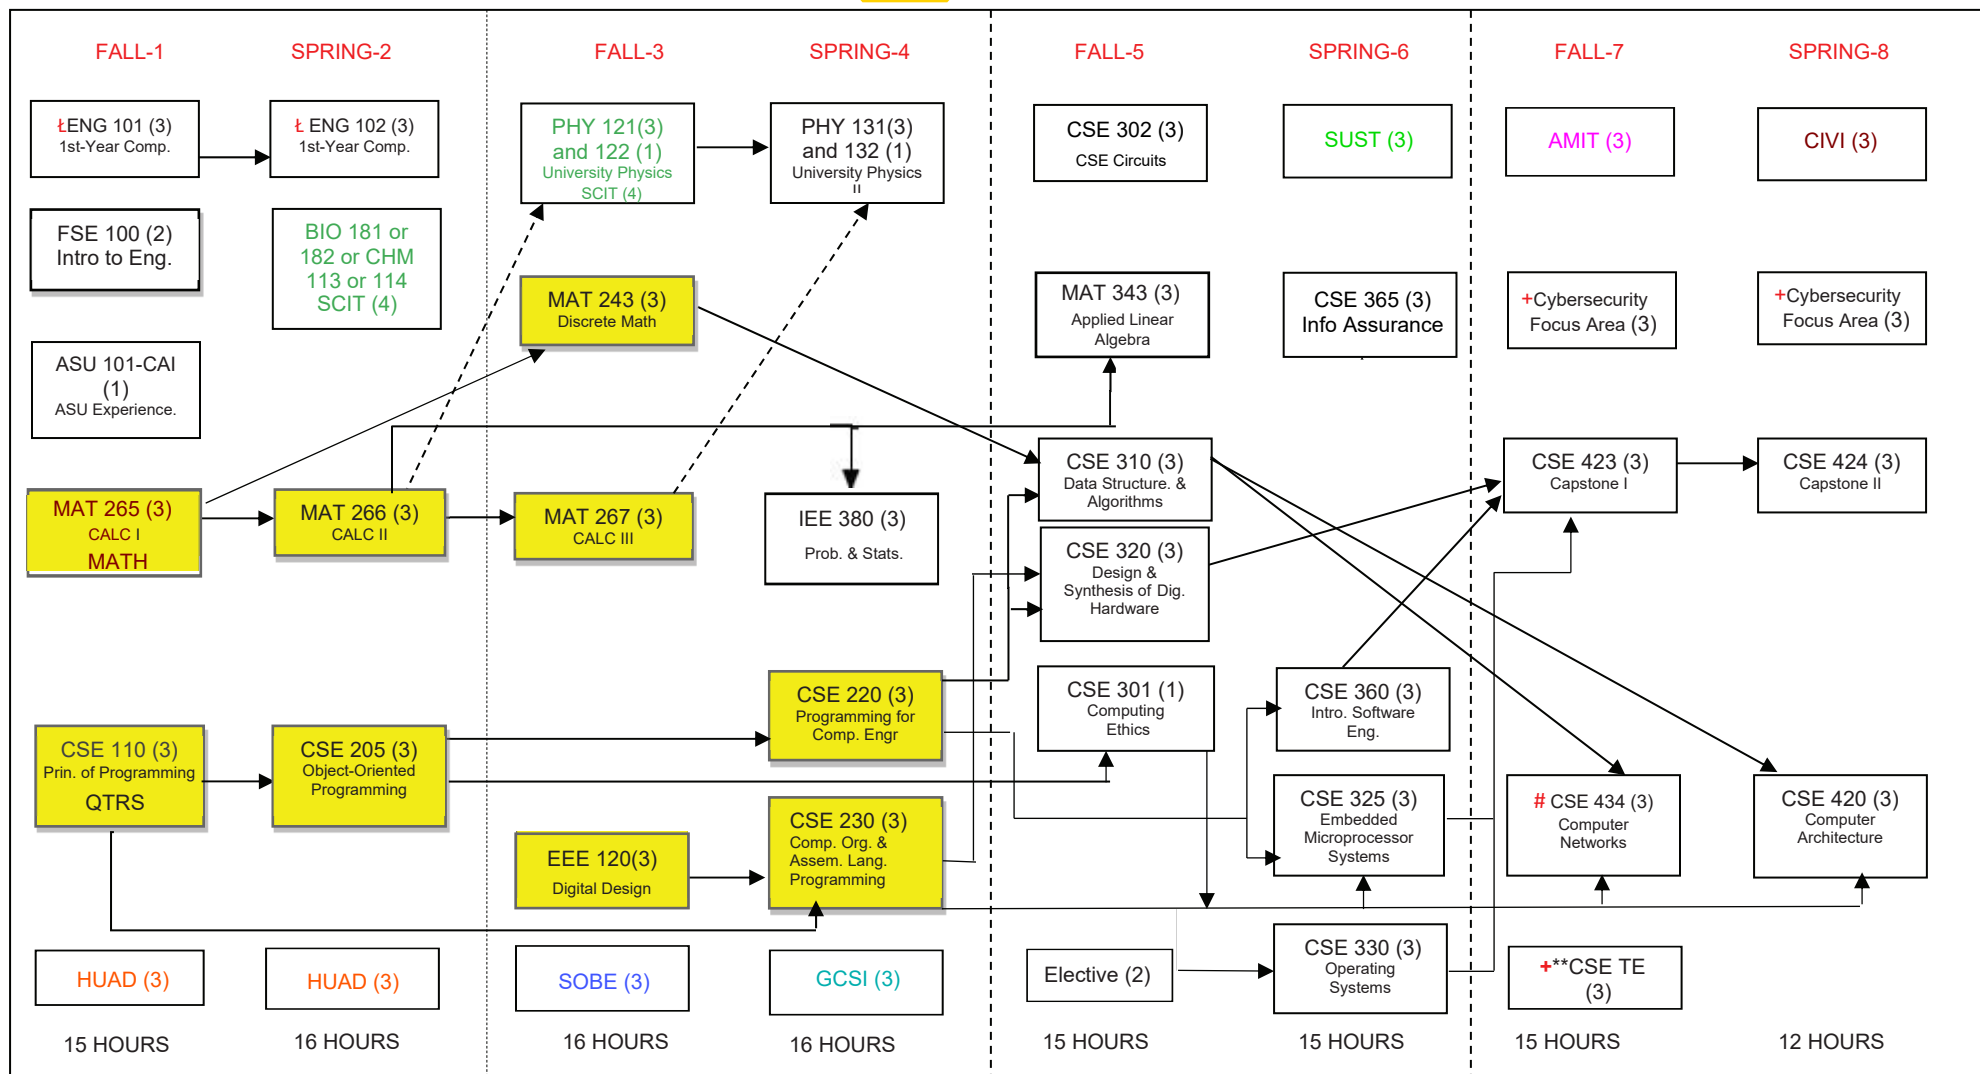 FALL-1
SPRING-2
FALL-3
SPRING-4
FALL-5
SPRING-6
FALL-7
SPRING-8
ŁENG 101 (3)
1st-Year Comp.
Ł ENG 102 (3)
1st-Year Comp.
PHY 121(3)
and 122 (1)
University Physics
SCIT (4)
PHY 131(3)
and 132 (1)
University Physics
II
CSE 302 (3)
CSE Circuits
SUST (3)
AMIT (3)
CIVI (3)
FSE 100 (2)
Intro to Eng.
BIO 181 or
182 or CHM
113 or 114
SCIT (4)
MAT 243 (3)
Discrete Math
MAT 343 (3)
Applied Linear
Algebra
CSE 365 (3)
Info Assurance
+Cybersecurity
Focus Area (3)
+Cybersecurity
Focus Area (3)
ASU 101-CAI
(1)
ASU Experience.
MAT 265 (3)
CALC I
MATH
MAT 266 (3)
CALC II
MAT 267 (3)
CALC III
IEE 380 (3)
Prob. & Stats.
CSE 310 (3)
Data Structure. &
Algorithms
CSE 423 (3)
Capstone I
CSE 424 (3)
Capstone II
CSE 320 (3)
Design &
Synthesis of Dig.
Hardware
CSE 110 (3)
Prin. of Programming
QTRS
CSE 205 (3)
Object-Oriented
Programming
CSE 220 (3)
Programming for
Comp. Engr
CSE 301 (1)
Computing
Ethics
CSE 360 (3)
Intro. Software
Eng.
EEE 120(3)
Digital Design
CSE 230 (3)
Comp. Org. &
Assem. Lang.
Programming
CSE 325 (3)
Embedded
Microprocessor
Systems
# CSE 434 (3)
Computer
Networks
CSE 420 (3)
Computer
Architecture
HUAD (3)
HUAD (3)
SOBE (3)
GCSI (3)
Elective (2)
CSE 330 (3)
Operating
Systems
+**CSE TE
(3)
15 HOURS
16 HOURS
16 HOURS
16 HOURS
15 HOURS
15 HOURS
15 HOURS
12 HOURS